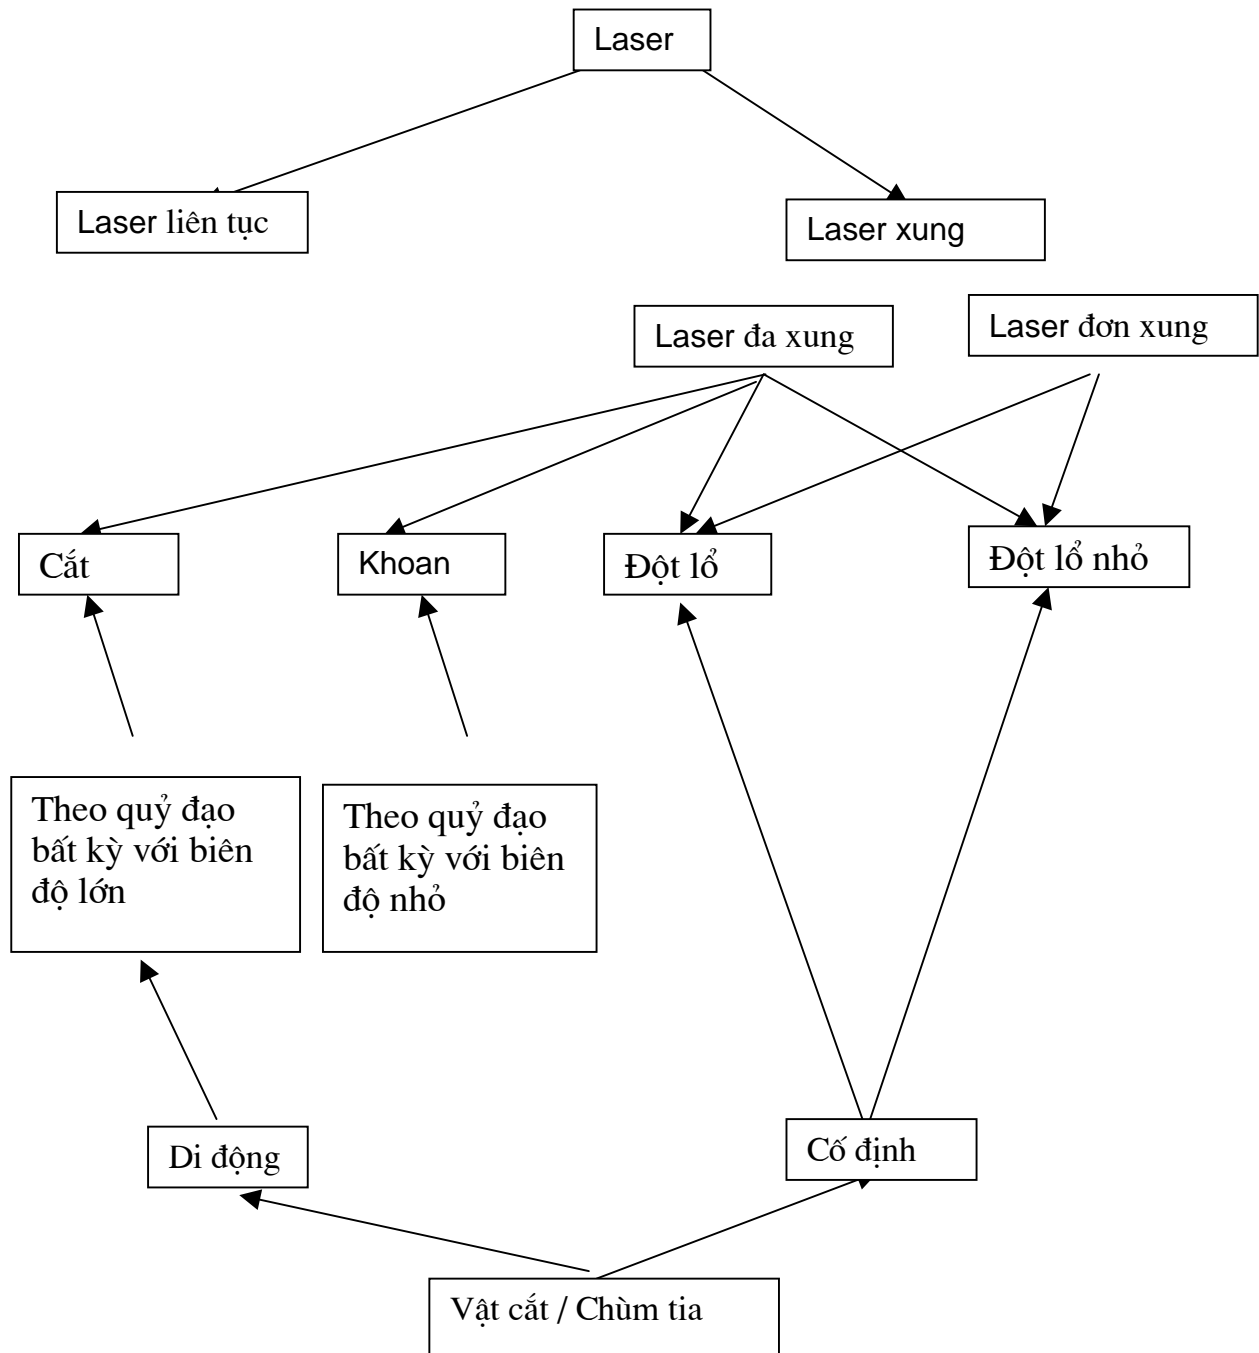 Laser
Laser liên tục
Laser xung
Laser đa xung
Laser đơn xung
Cắt
Khoan
Đột lổ
Đột lổ nhỏ
Theo quỷ đạo
bất kỳ với biên
độ lớn
Theo quỷ đạo
bất kỳ với biên
độ nhỏ
Di động
Cố định
Vật cắt / Chùm tia